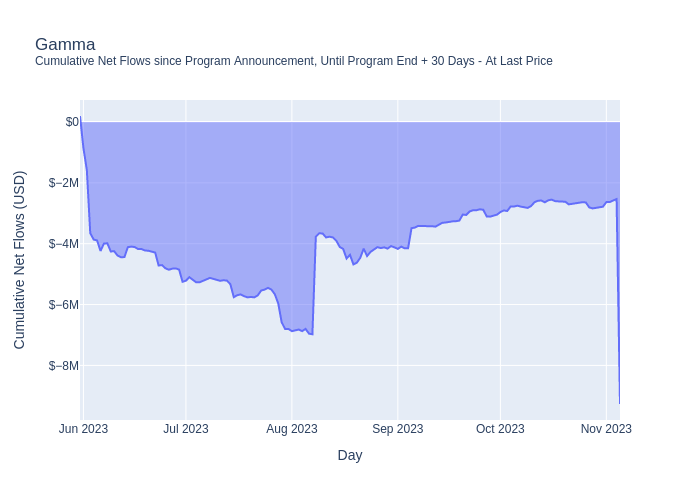 Gamma
Cumulative Net Flows since Program Announcement, Until Program End + 30 Days - At Last Price
Cumulative Net Flows (USD)
$0
$−2M
$−4M
$−6M
$−8M
Jun 2023
Jul 2023
Aug 2023
Sep 2023
Oct 2023
Nov 2023
Day